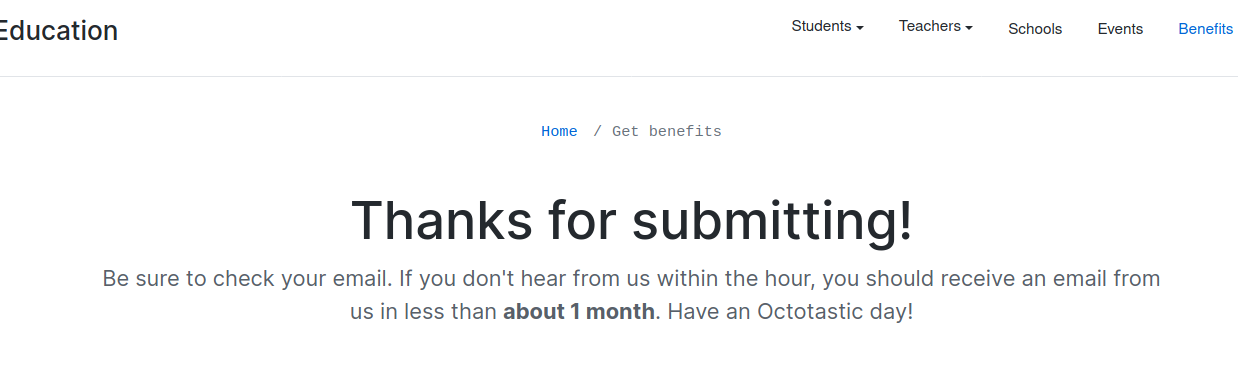 Education
Students Teachers Schools Events Benefits
Home / Get benefits
Thanks for submitting!
Be sure to check your email. If you don't hear from us within the hour, you should receive an email from
us in less than about 1 month. Have an Octotastic day!